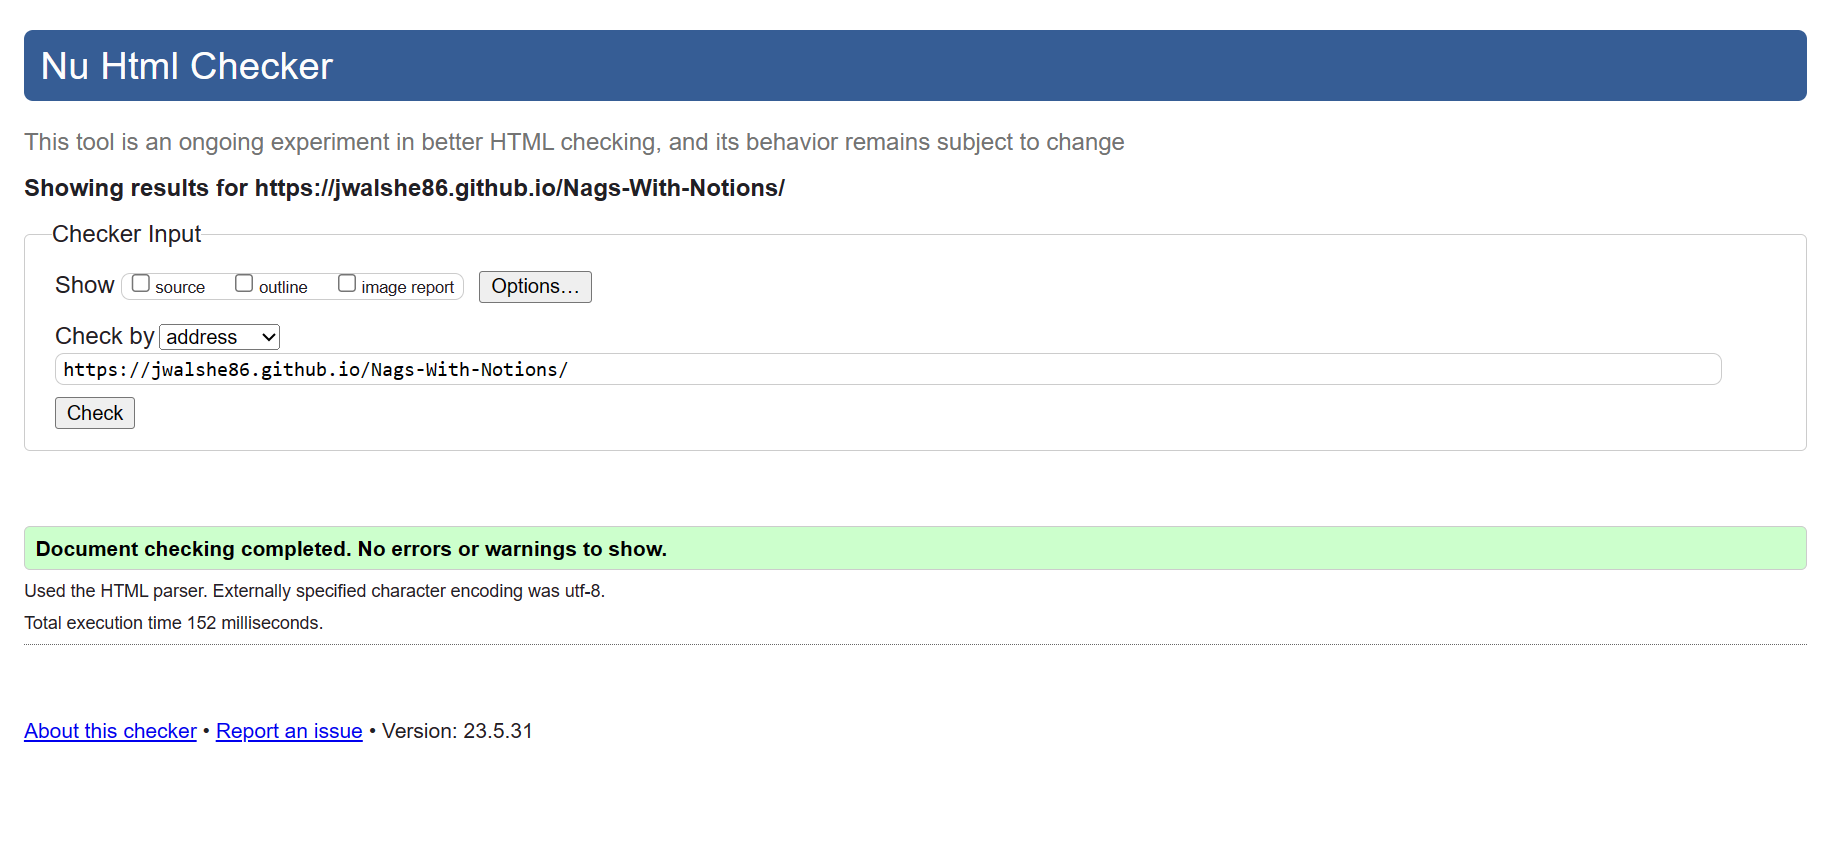 Nu Html Checker
This tool is an ongoing experiment in better HTML checking, and its behavior remains subject to change
Showing results for https://jwalshe86.github.io/Nags-With-Notions/
Checker Input
Show source outline image report Options…
Check by address
https://jwalshe86.github.io/Nags-With-Notions/
Check
Document checking completed. No errors or warnings to show.
Used the HTML parser. Externally specified character encoding was utf-8.
Total execution time 152 milliseconds.
About this checker • Report an issue • Version: 23.5.31